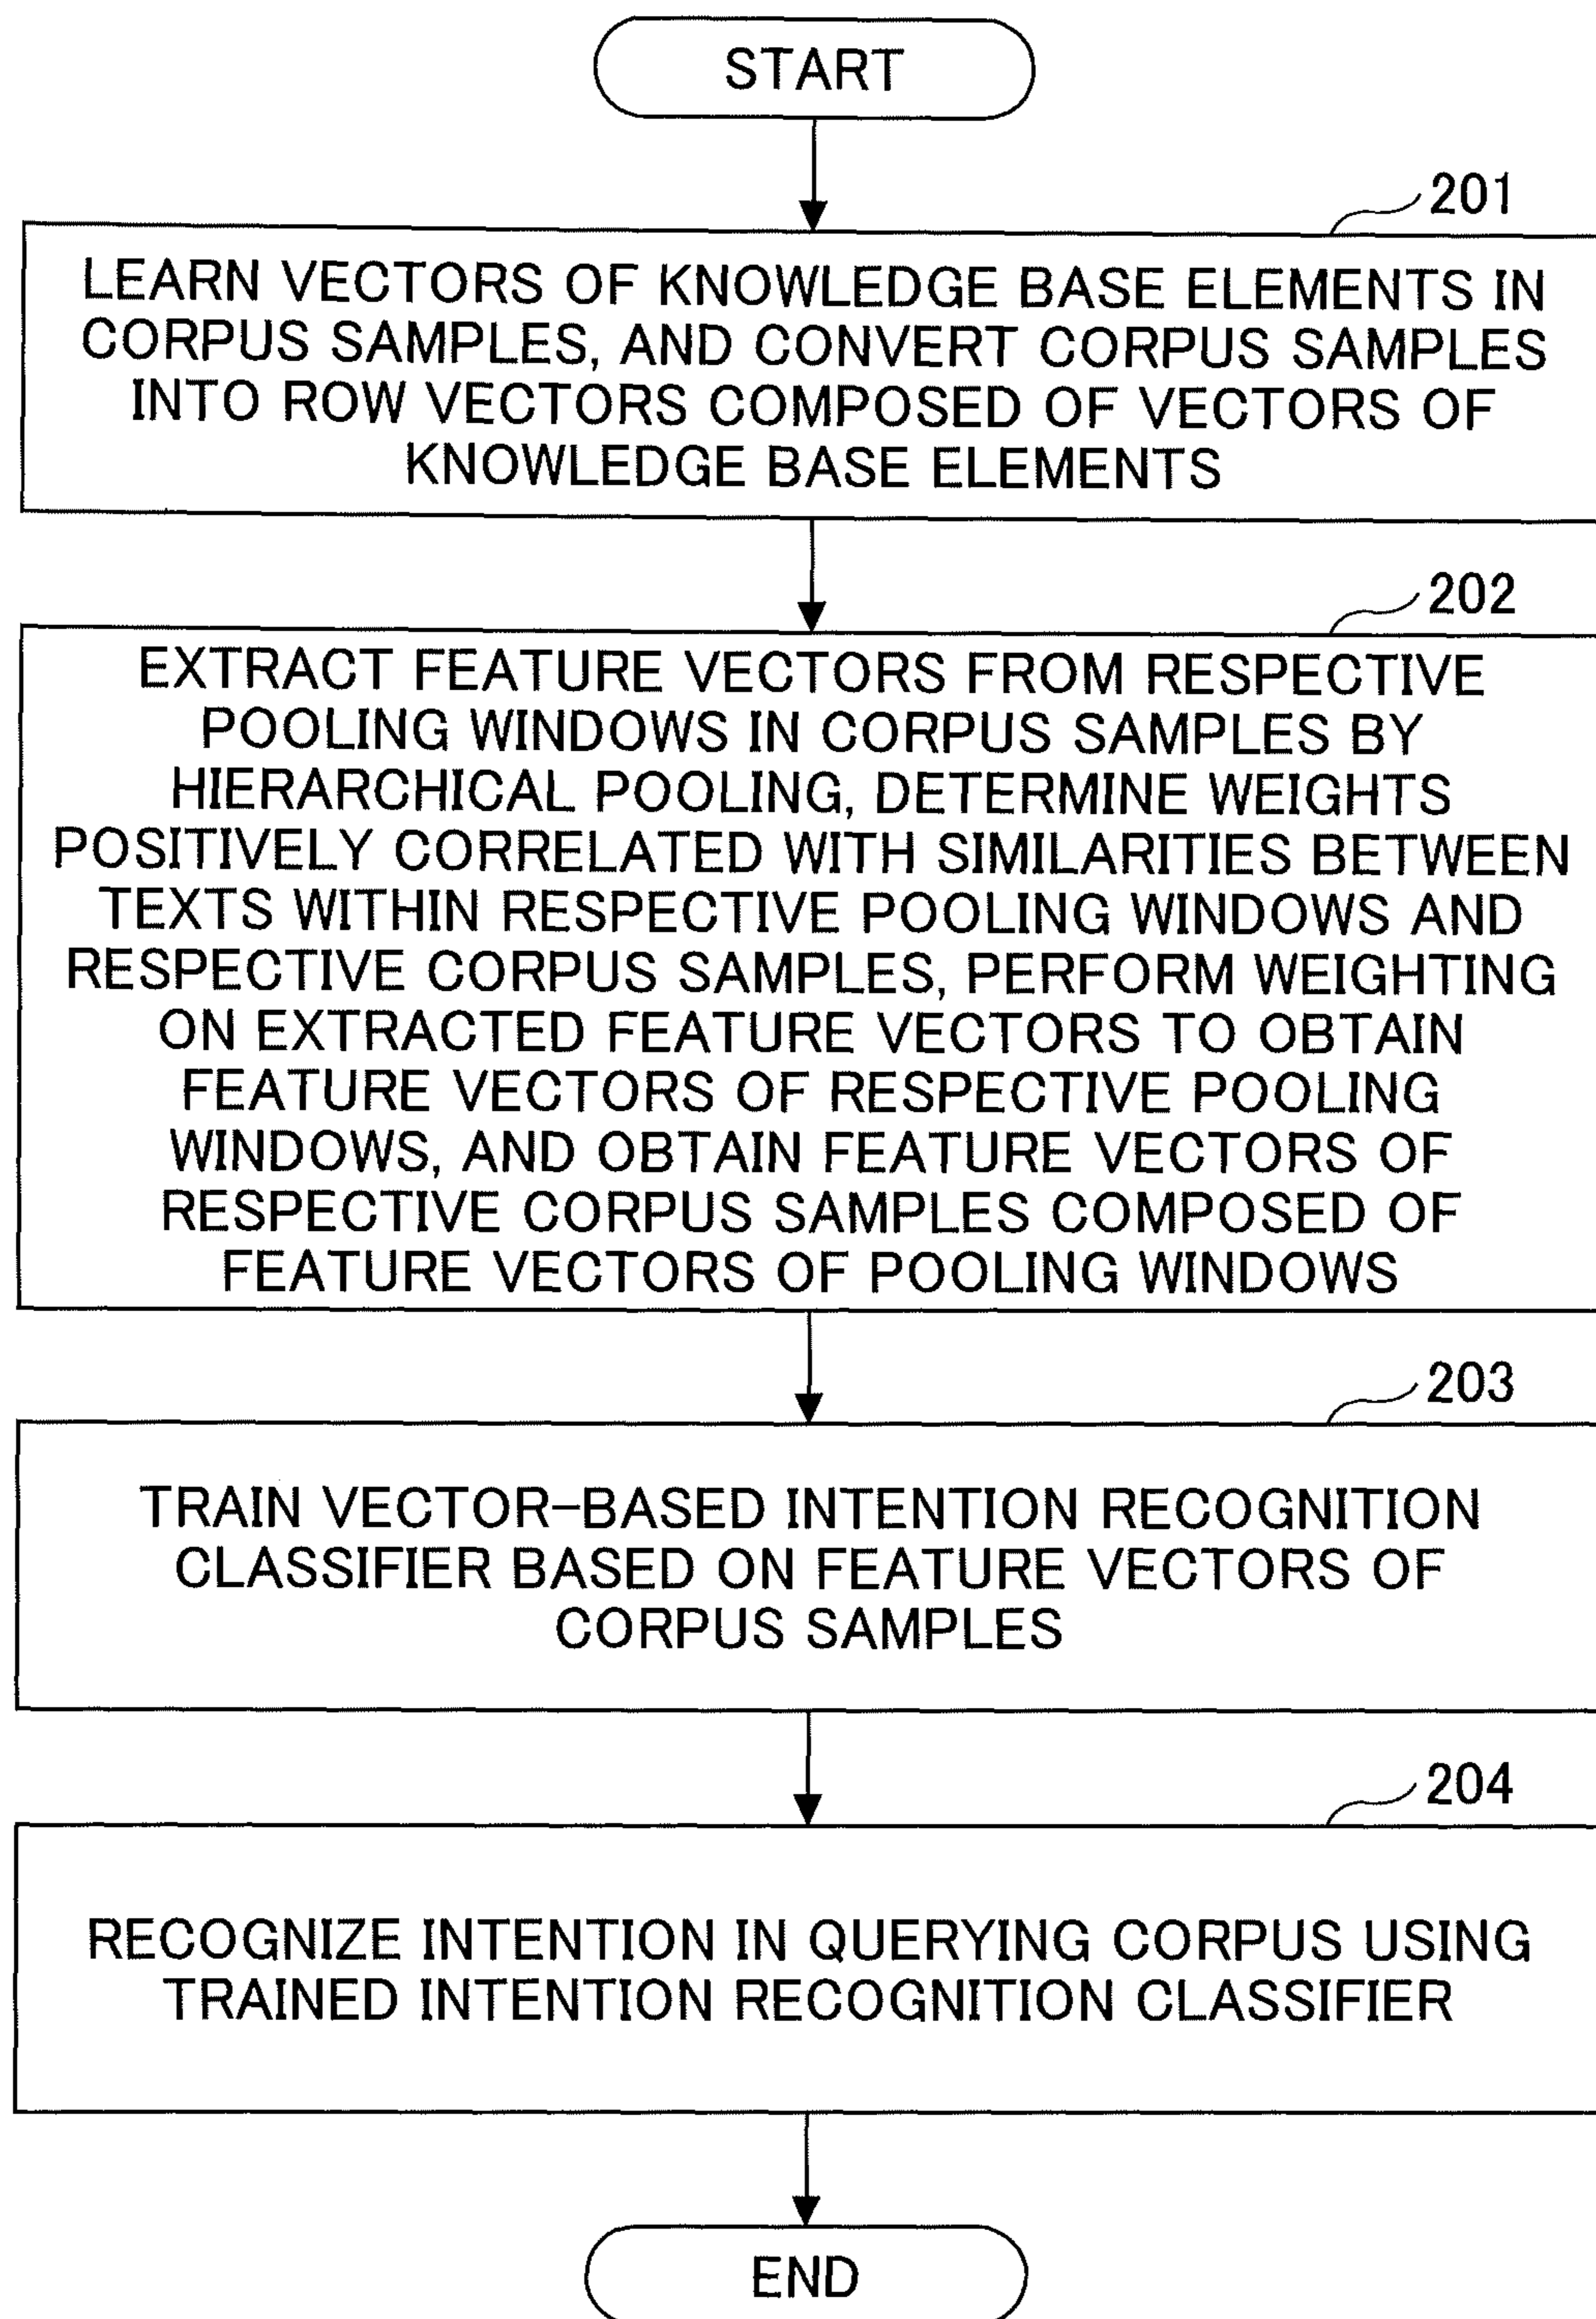 START
201
LEARN VECTORS OF KNOWLEDGE BASE ELEMENTS IN
CORPUS SAMPLES, AND CONVERT CORPUS SAMPLES
INTO ROW VECTORS COMPOSED OF VECTORS OF
KNOWLEDGE BASE ELEMENTS
202
EXTRACT FEATURE VECTORS FROM RESPECTIVE
POOLING WINDOWS IN CORPUS SAMPLES BY
HIERARCHICAL POOLING, DETERMINE WEIGHTS
POSITIVELY CORRELATED WITH SIMILARITIES BETWEEN
TEXTS WITHIN RESPECTIVE POOLING WINDOWS AND
RESPECTIVE CORPUS SAMPLES, PERFORM WEIGHTING
ON EXTRACTED FEATURE VECTORS TO OBTAIN
FEATURE VECTORS OF RESPECTIVE POOLING
WINDOWS, AND OBTAIN FEATURE VECTORS OF
RESPECTIVE CORPUS SAMPLES COMPOSED OF
FEATURE VECTORS OF POOLING WINDOWS
203
TRAIN VECTOR-BASED INTENTION RECOGNITION
CLASSIFIER BASED ON FEATURE VECTORS OF
CORPUS SAMPLES
204
RECOGNIZE INTENTION IN QUERYING CORPUS USING
TRAINED INTENTION RECOGNITION CLASSIFIER
END